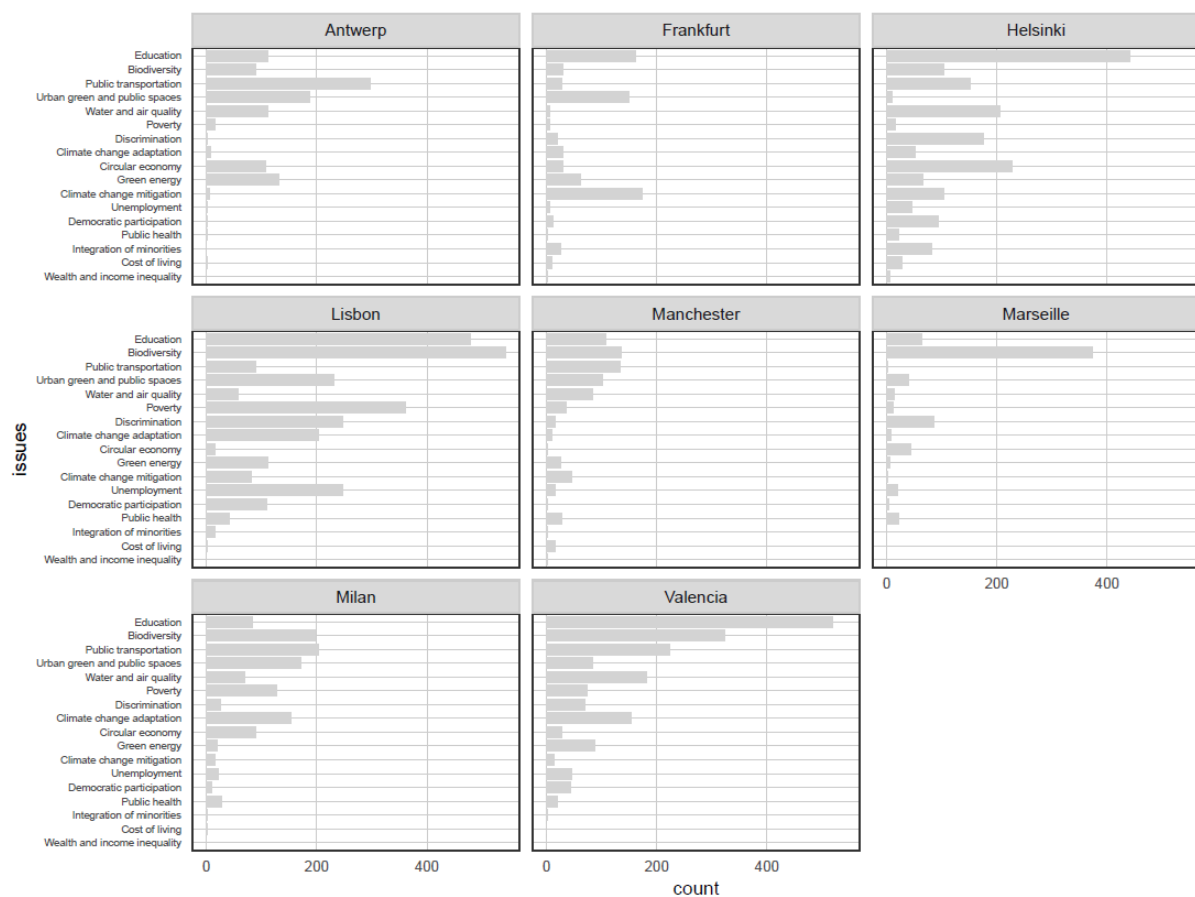 Antwerp Frankfurt Helsinki
Education
Biodiversity
Public transportation
Urban green and public spaces
Water and air quality
Poverty
Discrimination
Climate change adaptation
Circular economy
Green energy
Climate change mitigation
Unemployment
Democratic participation
Public health
Integration of minorities
Cost of living
Wealth and income inequality
Lisbon Manchester Marseille
Education
Biodiversity
Public transportation
Urban green and public spaces
Water and air quality
Poverty
Discrimination
Climate change adaptation
Circular economy
Green energy
Climate change mitigation
Unemployment
Democratic participation
Public health
Integration of minorities
Cost of living
Wealth and income inequality
issues
0 200 400
Milan Valencia
Education
Biodiversity
Public transportation
Urban green and public spaces
Water and air quality
Poverty
Discrimination
Climate change adaptation
Circular economy
Green energy
Climate change mitigation
Unemployment
Democratic participation
Public health
Integration of minorities
Cost of living
Wealth and income inequality
0 200 400 0 200 400
count